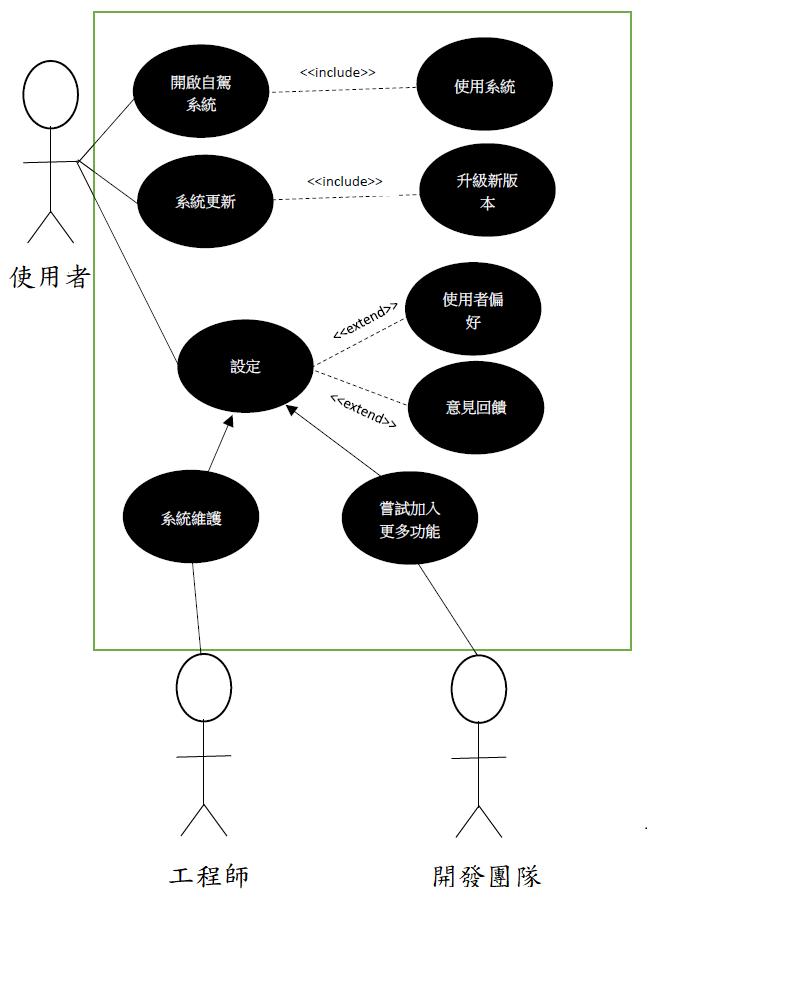 開啟自駕
系統
<<include>>
使用系統
系統更新
<<include>>
升級新版
本
使用者
設定
<<extend>>
使用者偏
好
<<extend>>
意見回饋
系統維護
嘗試加入
更多功能
工程師
開發團隊
.